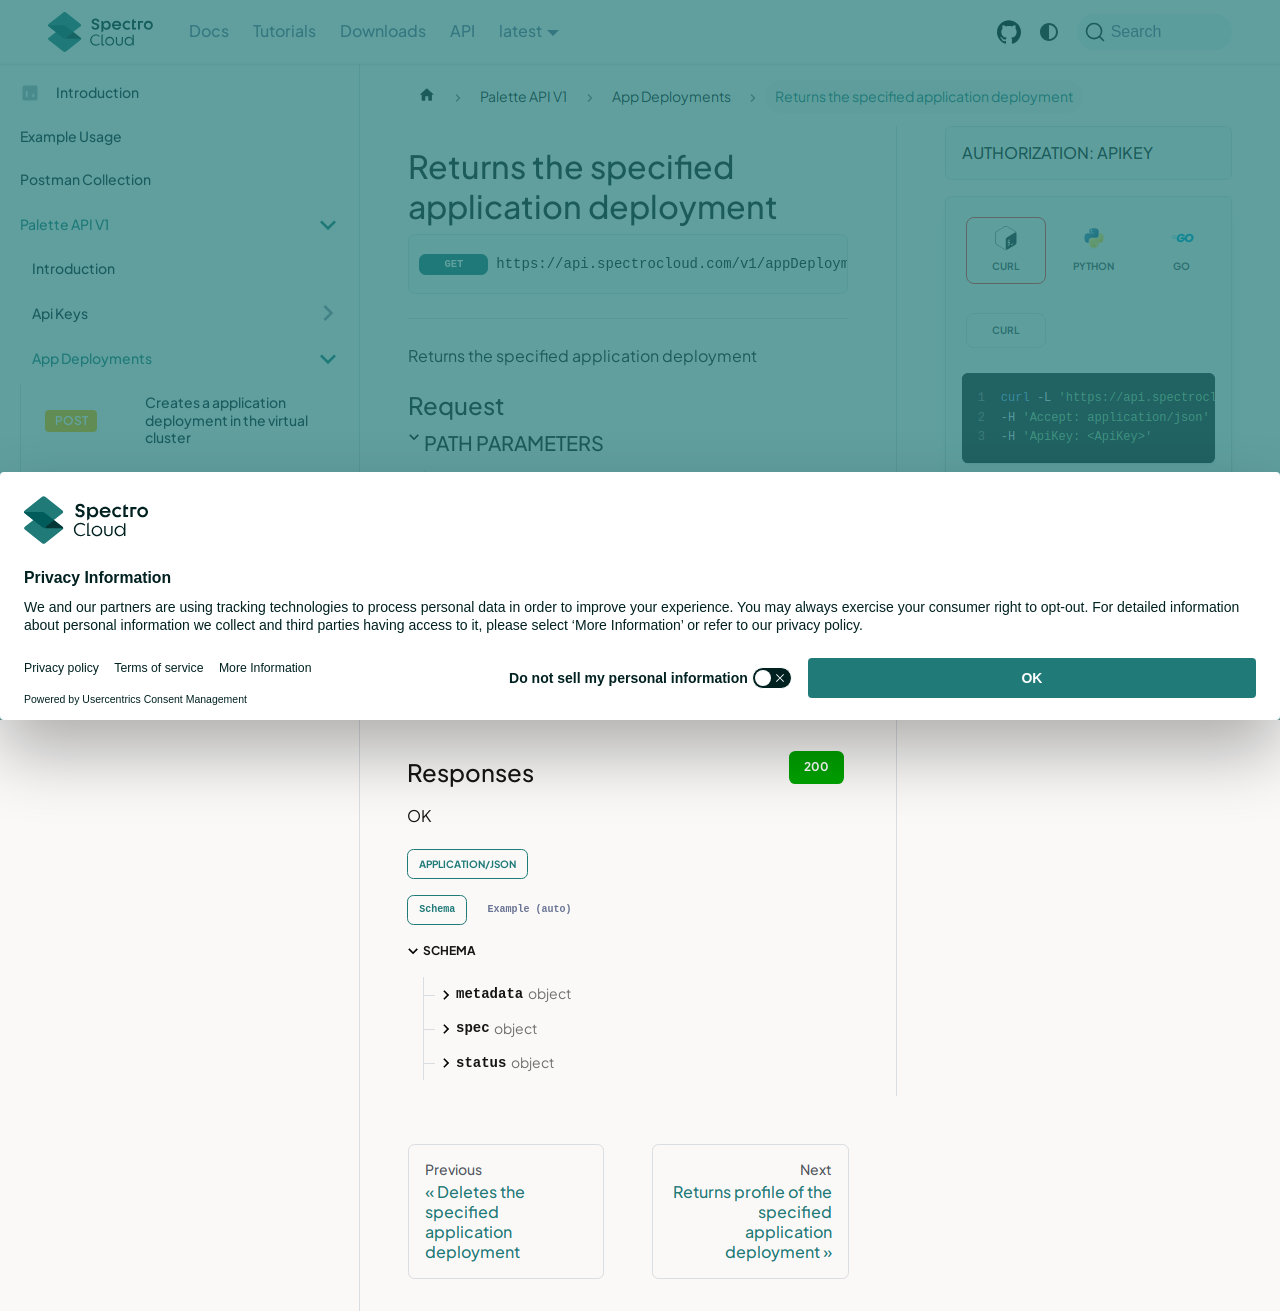 Spectro
Cloud
Docs
Tutorials
Downloads
API
latest
Search
Introduction
Example Usage
Postman Collection
Palette API V1
Introduction
Api Keys
App Deployments
POST
Creates a application
deployment in the virtual
cluster
Palette API V1
App Deployments
Returns the specified application deployment
Returns the specified
application deployment
GET
https://api.spectrocloud.com/v1/appDeploym
Returns the specified application deployment
Request
PATH PARAMETERS
AUTHORIZATION: APIKEY
CURL
PYTHON
GO
CURL
1 curl -L 'https://api.spectrocl
2 -H 'Accept: application/json'
3 -H 'ApiKey: <ApiKey>'
Spectro
Cloud
Privacy Information
We and our partners are using tracking technologies to process personal data in order to improve your experience. You may always exercise your consumer right to opt-out. For detailed information
about personal information we collect and third parties having access to it, please select ‘More Information’ or refer to our privacy policy.
Privacy policy
Terms of service
More Information
Do not sell my personal information
OK
Powered by Usercentrics Consent Management
Responses
200
OK
APPLICATION/JSON
Schema
Example (auto)
SCHEMA
metadata object
spec object
status object
Previous
« Deletes the
specified
application
deployment
Next
Returns profile of the
specified
application
deployment »